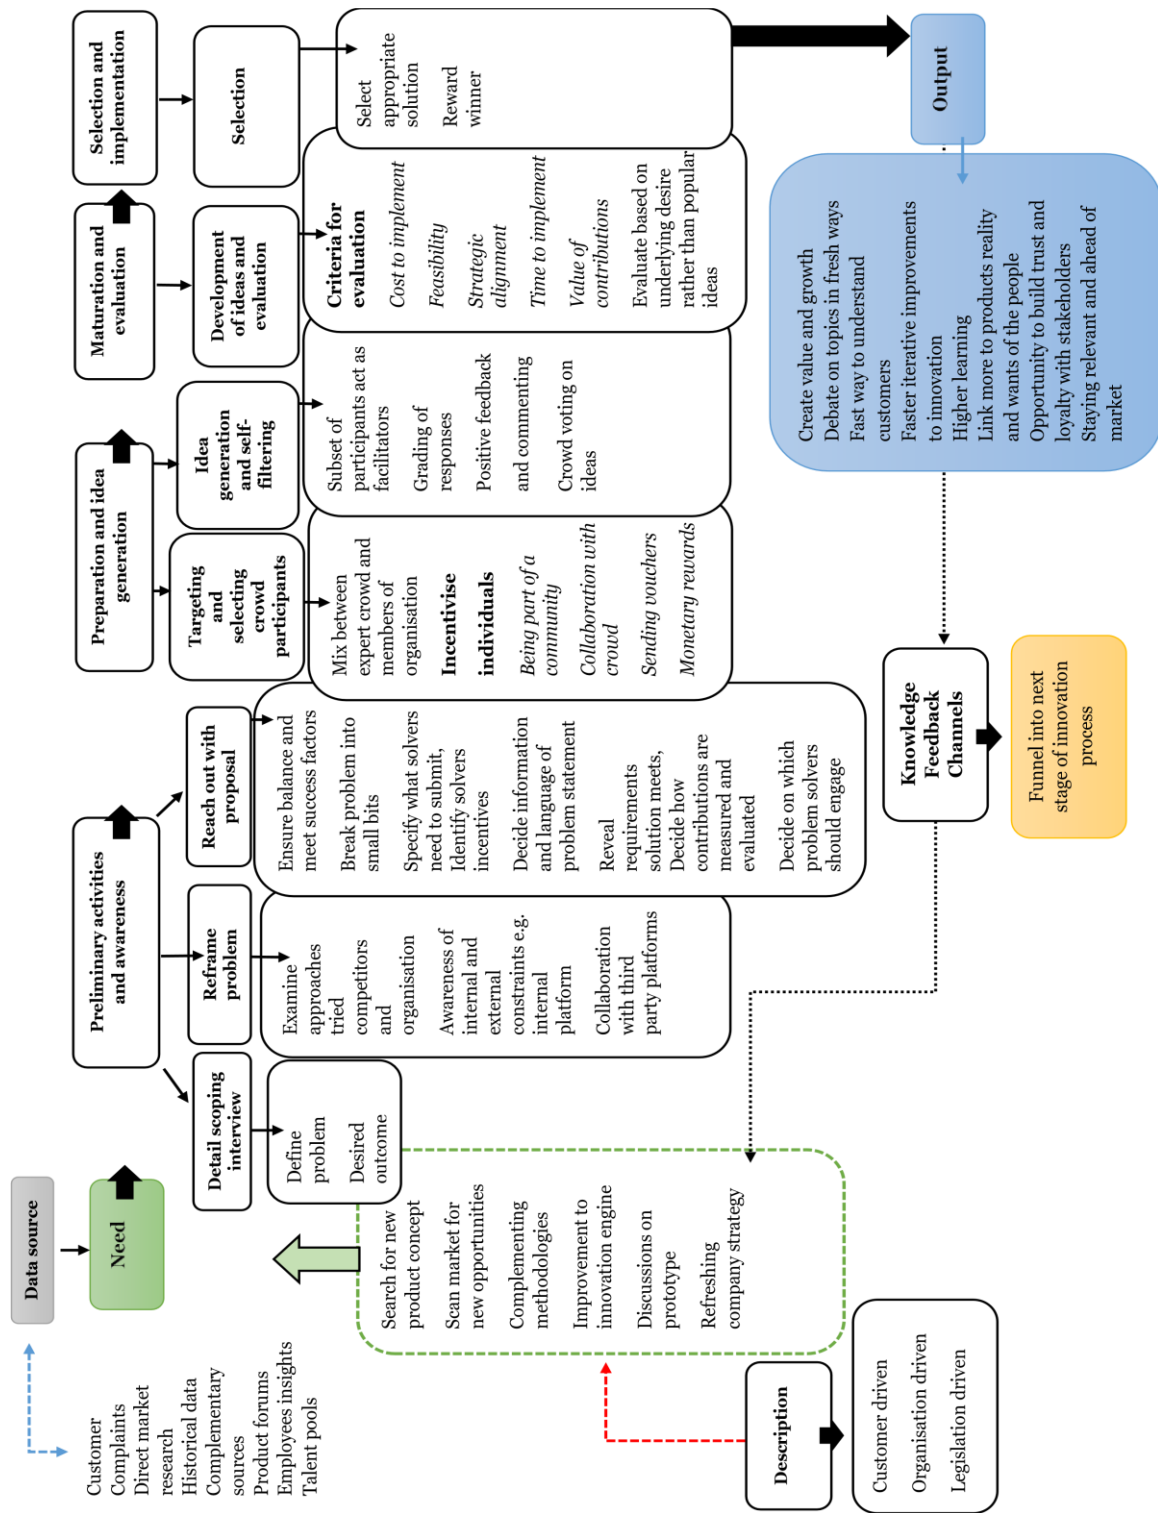 Data source
Need
Customer
Complaints
Direct market
research
Historical data
Complementary
sources
Product forums
Employees insights
Talent pools
Preliminary activities
and awareness
Preparation and idea
generation
Maturation and
evaluation
Selection and
implementation
Detail scoping
interview
Reframe
problem
Reach out with
proposal
Targeting
and
selecting
crowd
participants
Idea
generation
and self-
filtering
Development
of ideas and
evaluation
Selection
Define
problem
Desired
outcome
Examine
approaches
tried
competitors
and
organisation
Awareness of
internal and
external
constraints e.g.
internal
platform
Collaboration
with third
party platforms
Ensure balance and
meet success factors
Break problem into
small bits
Specify what solvers
need to submit,
Identify solvers
incentives
Decide information
and language of
problem statement
Reveal
requirements
solution meets,
Decide how
contributions are
measured and
evaluated
Decide on which
problem solvers
should engage
Mix between
expert crowd and
members of
organisation
Incentivise
individuals
Being part of a
community
Collaboration with
crowd
Sending vouchers
Monetary rewards
Subset of
participants act as
facilitators
Grading of
responses
Positive feedback
and commenting
Crowd voting on
ideas
Criteria for
evaluation
Cost to implement
Feasibility
Strategic
alignment
Time to implement
Value of
contributions
Evaluate based on
underlying desire
rather than popular
ideas
Select
appropriate
solution
Reward
winner
Search for new
product concept
Scan market for
new opportunities
Complementing
methodologies
Improvement to
innovation engine
Discussions on
prototype
Refreshing
company strategy
Description
Customer driven
Organisation driven
Legislation driven
Output
Create value and growth
Debate on topics in fresh ways
Fast way to understand
customers
Faster iterative improvements
to innovation
Higher learning
Link more to products reality
and wants of the people
Opportunity to build trust and
loyalty with stakeholders
Staying relevant and ahead of
market
Knowledge
Feedback
Channels
Funnel into next
stage of innovation
process